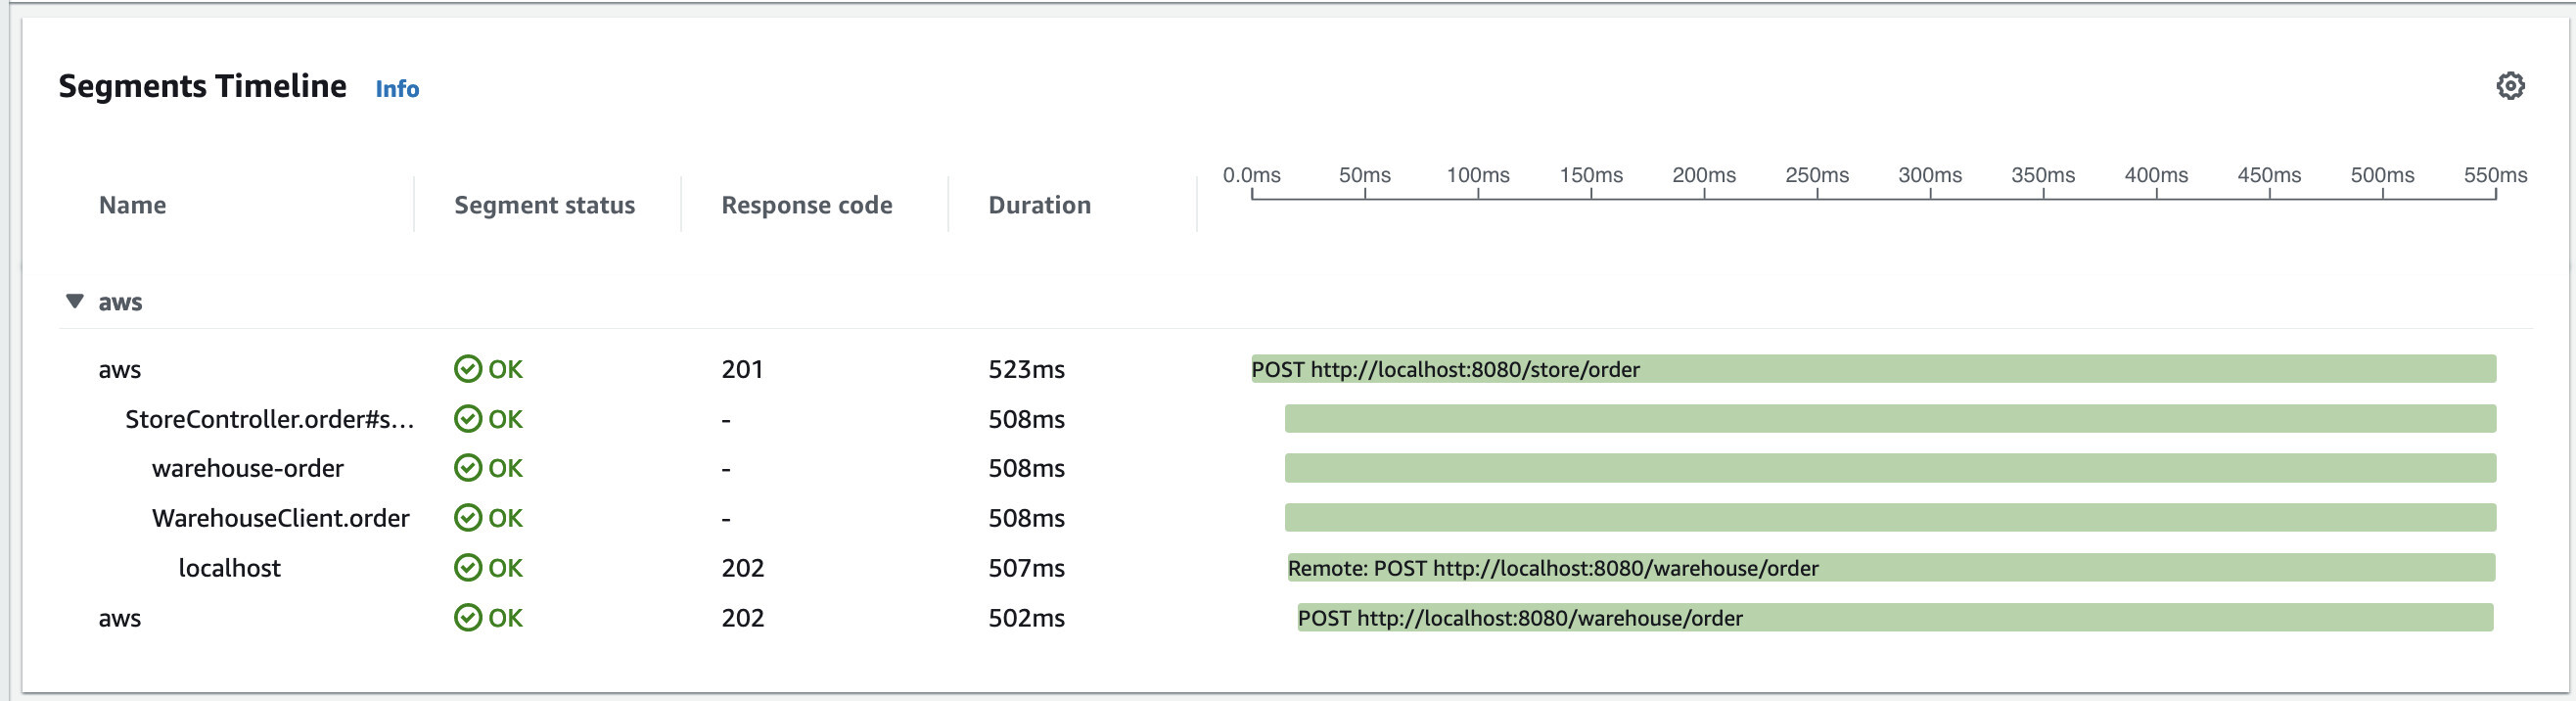 Segments Timeline Info
0.0ms 50ms 100ms 150ms 200ms 250ms 300ms 350ms 400ms 450ms 500ms 550ms
Name Segment status Response code Duration
aws
aws OK 201 523ms POST http://localhost:8080/store/order
StoreController.order#s... OK - 508ms
warehouse-order OK - 508ms
WarehouseClient.order OK - 508ms
localhost OK 202 507ms Remote: POST http://localhost:8080/warehouse/order
aws OK 202 502ms POST http://localhost:8080/warehouse/order